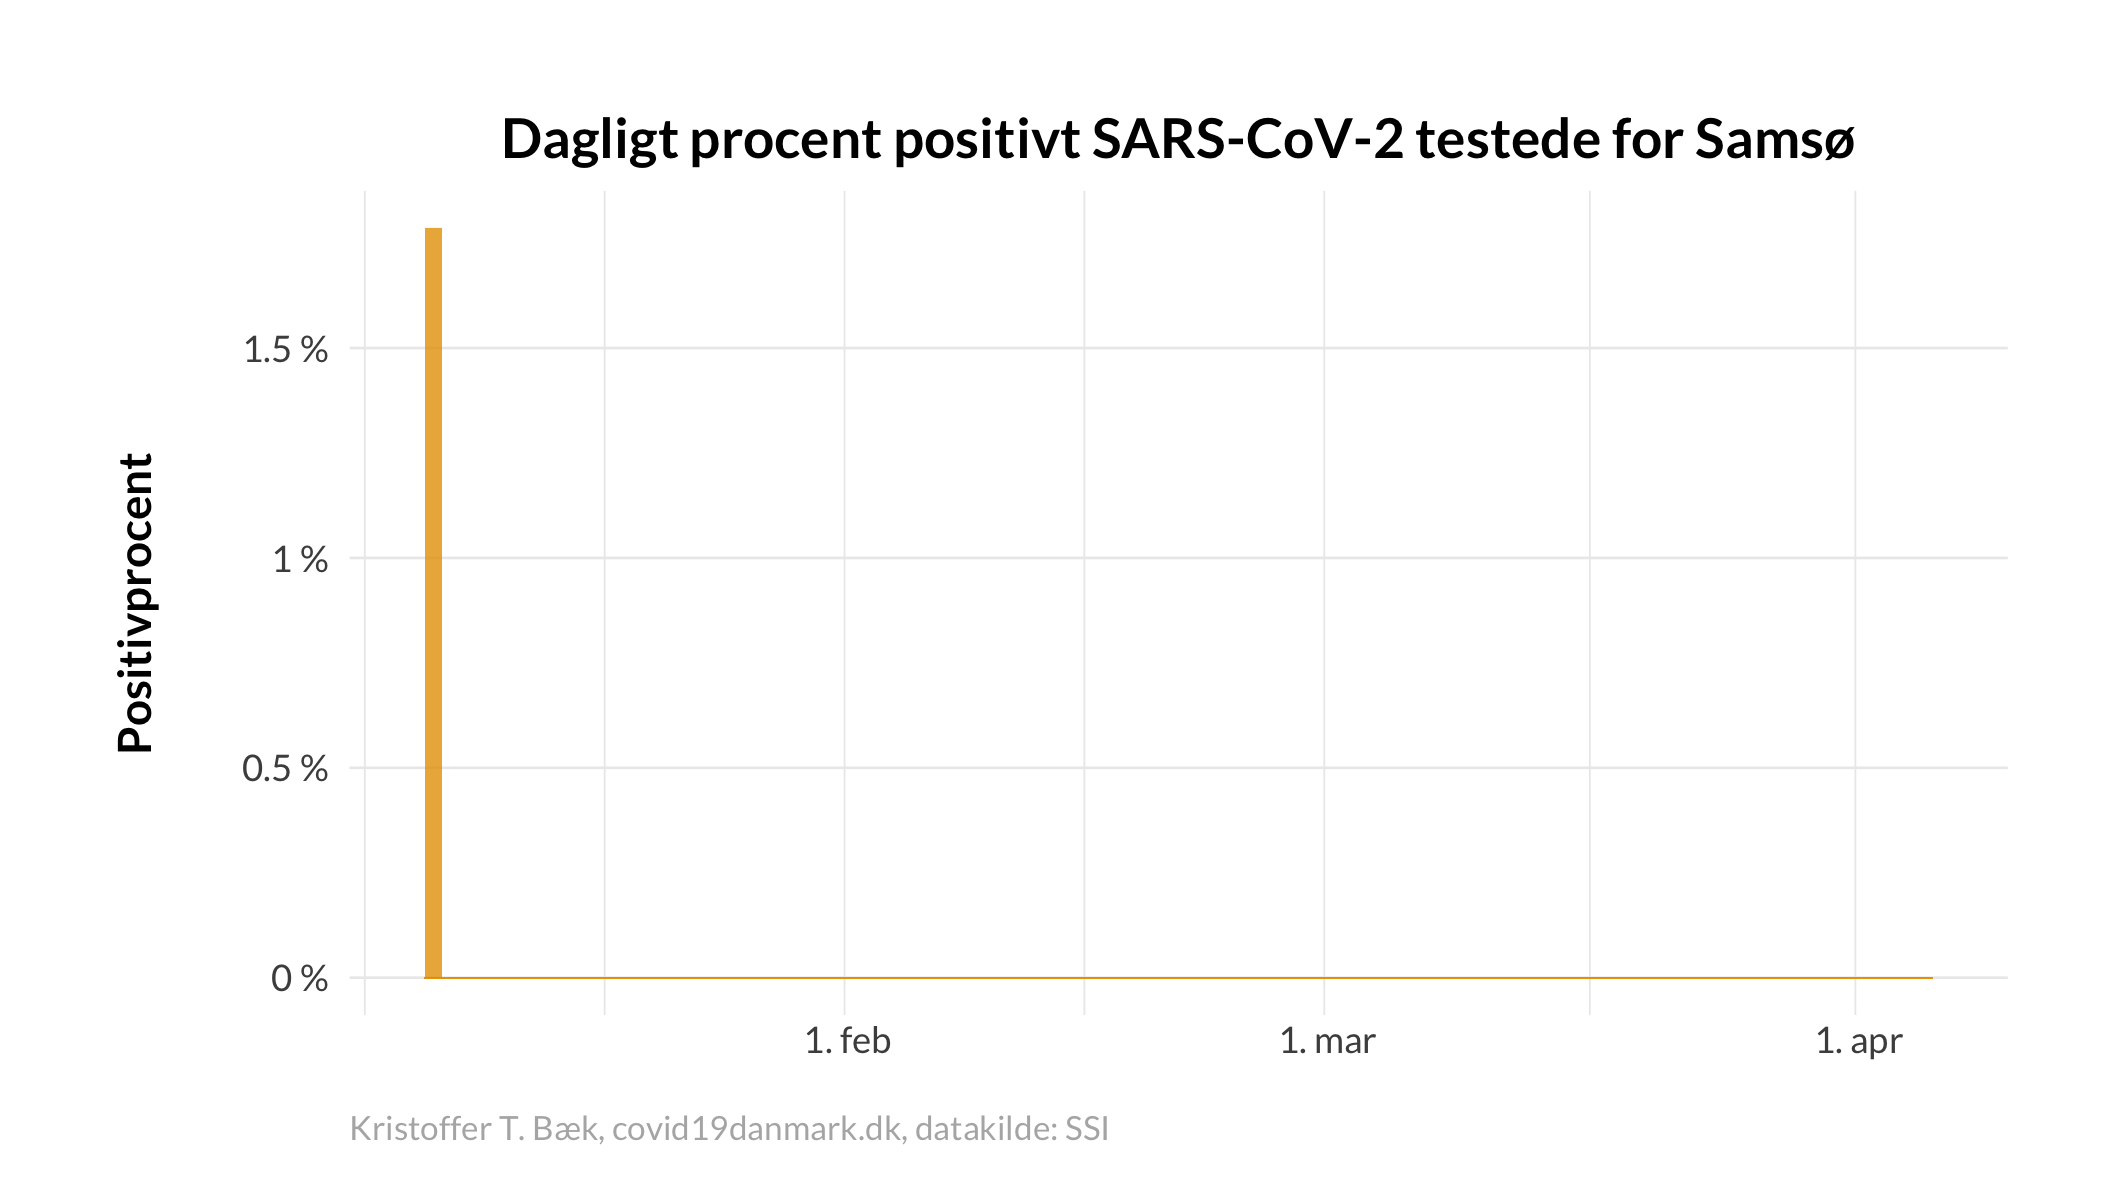 Dagligt procent positivt SARS-CoV-2 testede for Samsø
Positivprocent
1.5 %
1 %
0.5 %
0 %
1. feb
1. mar
1. apr
Kristoffer T. Bæk, covid19danmark.dk, datakilde: SSI